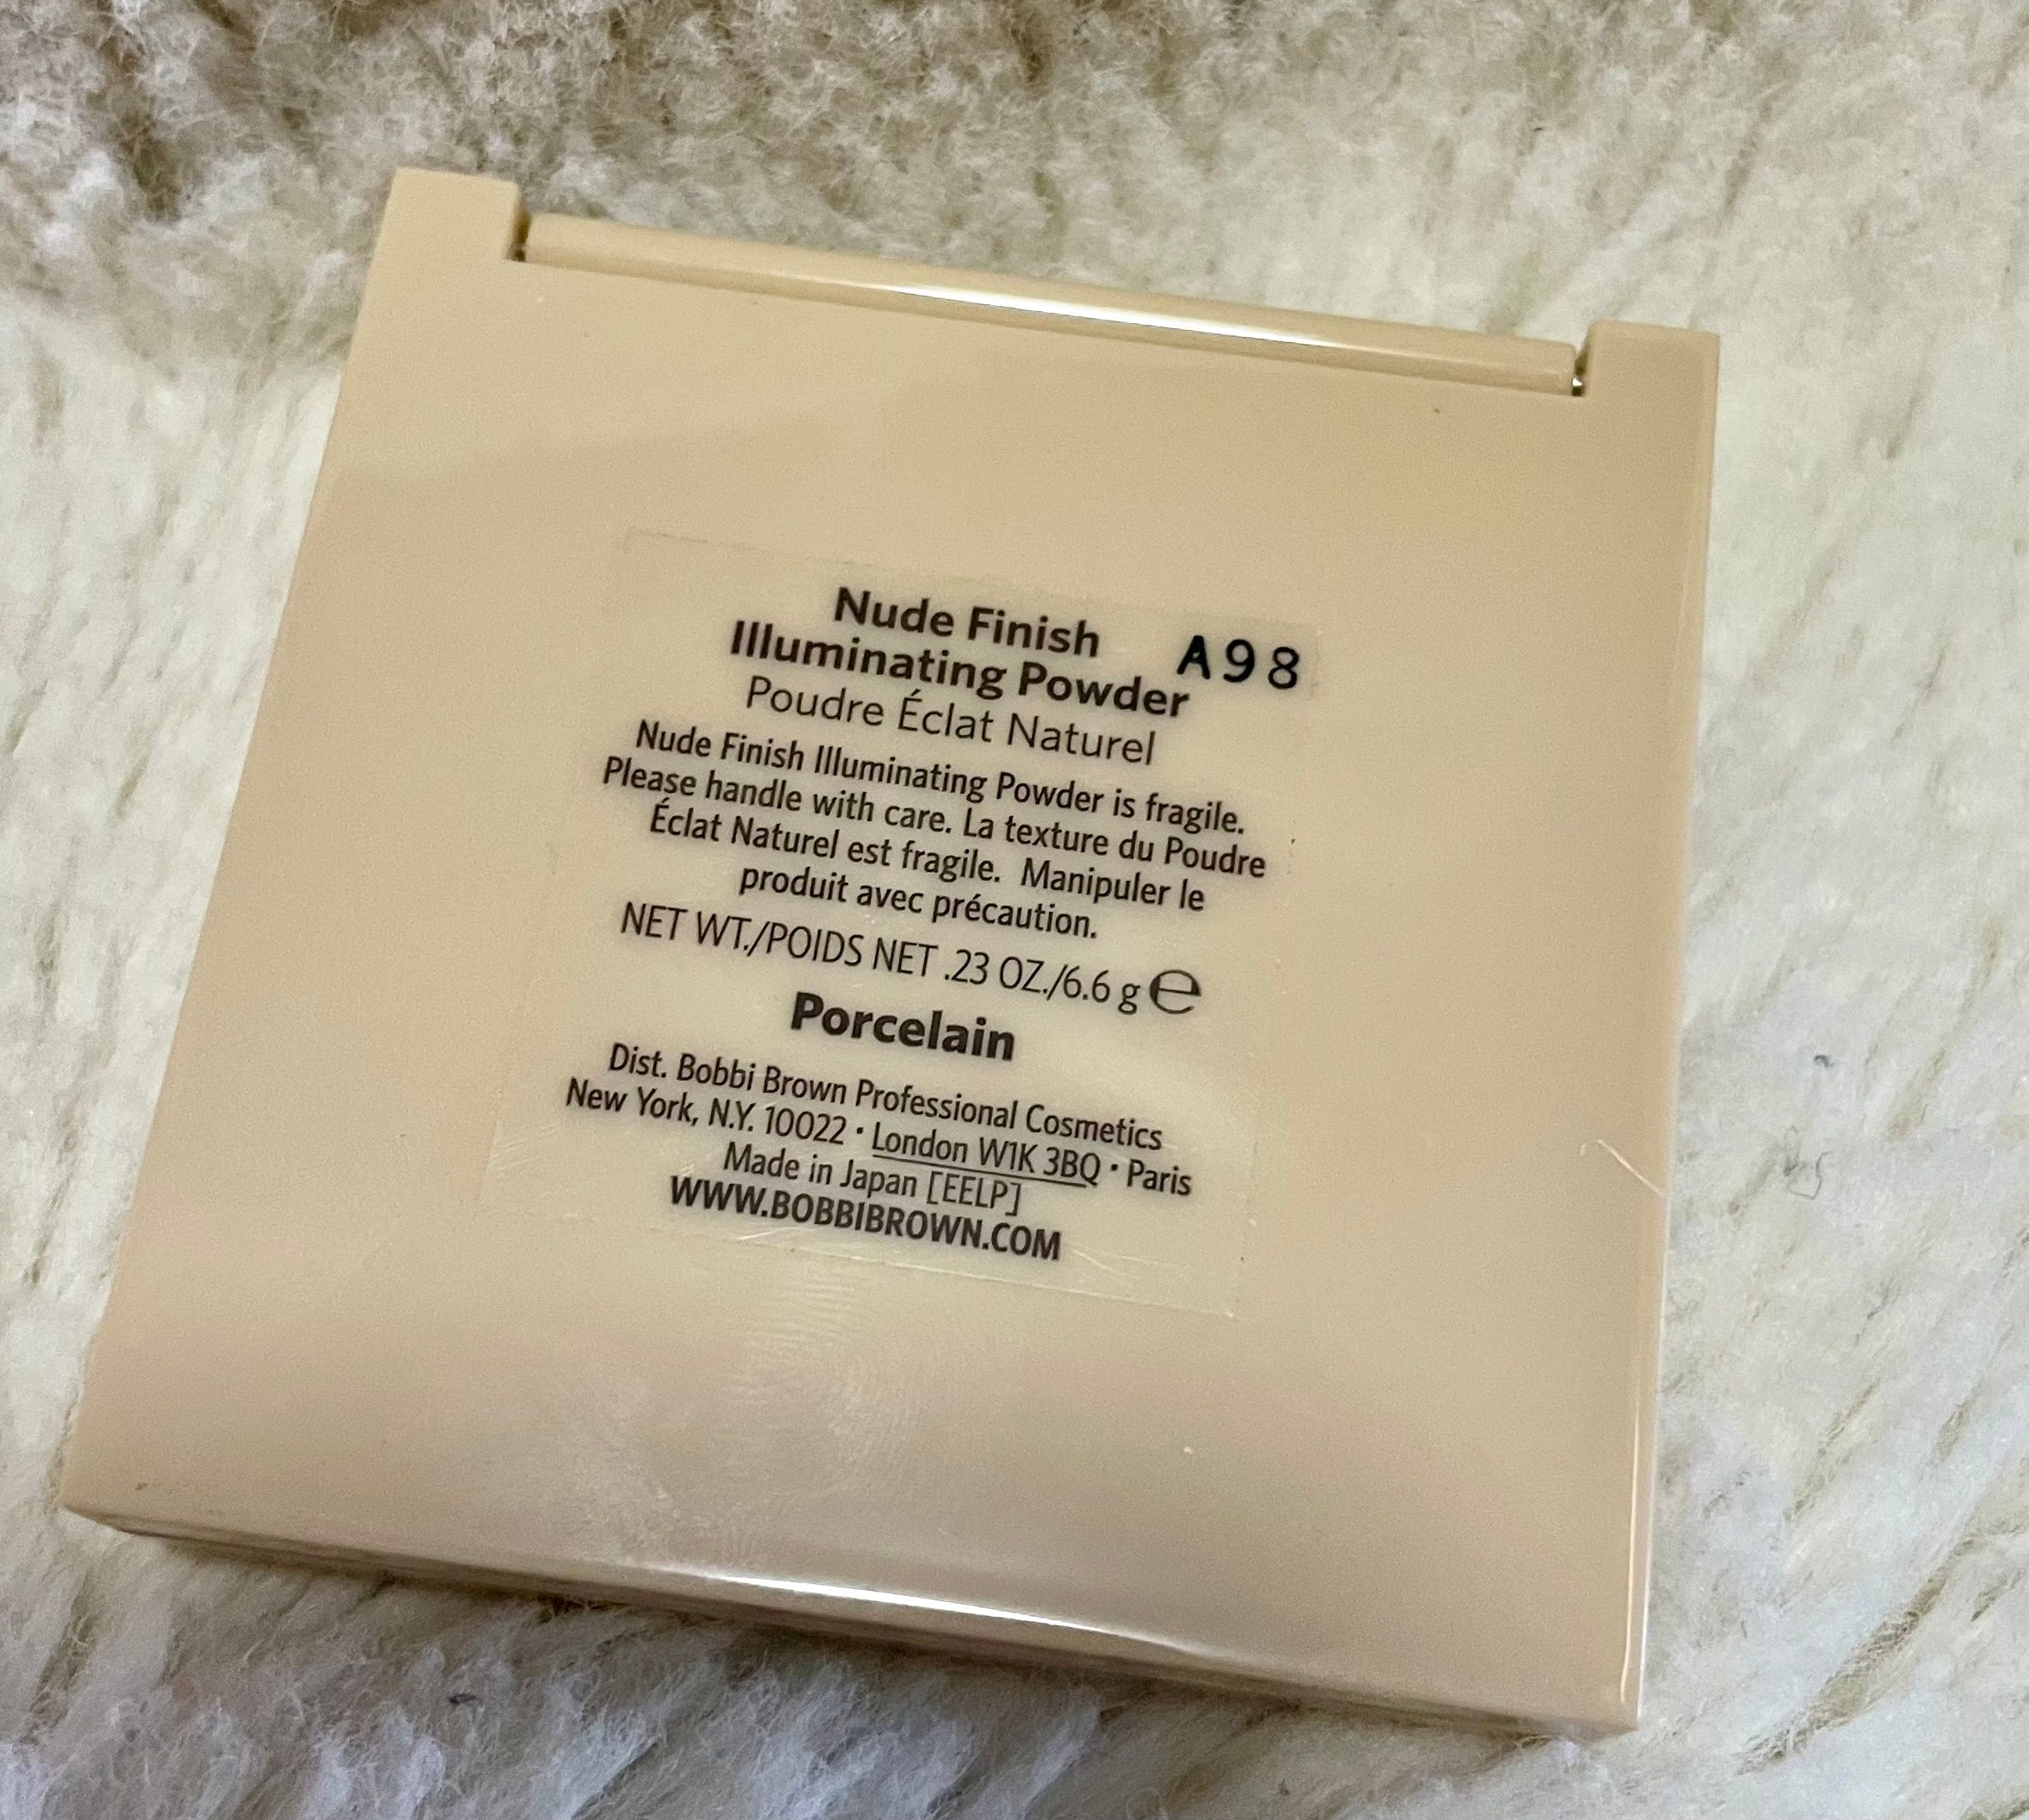 Nude Finish
Illuminating Powder
A98
Poudre Éclat Naturel
Nude Finish Illuminating Powder is fragile.
Please handle with care. La texture du Poudre
Éclat Naturel est fragile. Manipuler le
produit avec précaution.
NET WT./POIDS NET .23 OZ./6.6 g ℮
Porcelain
Dist. Bobbi Brown Professional Cosmetics
New York, N.Y. 10022 · London W1K 3BQ · Paris
Made in Japan [EELP]
WWW.BOBBIBROWN.COM